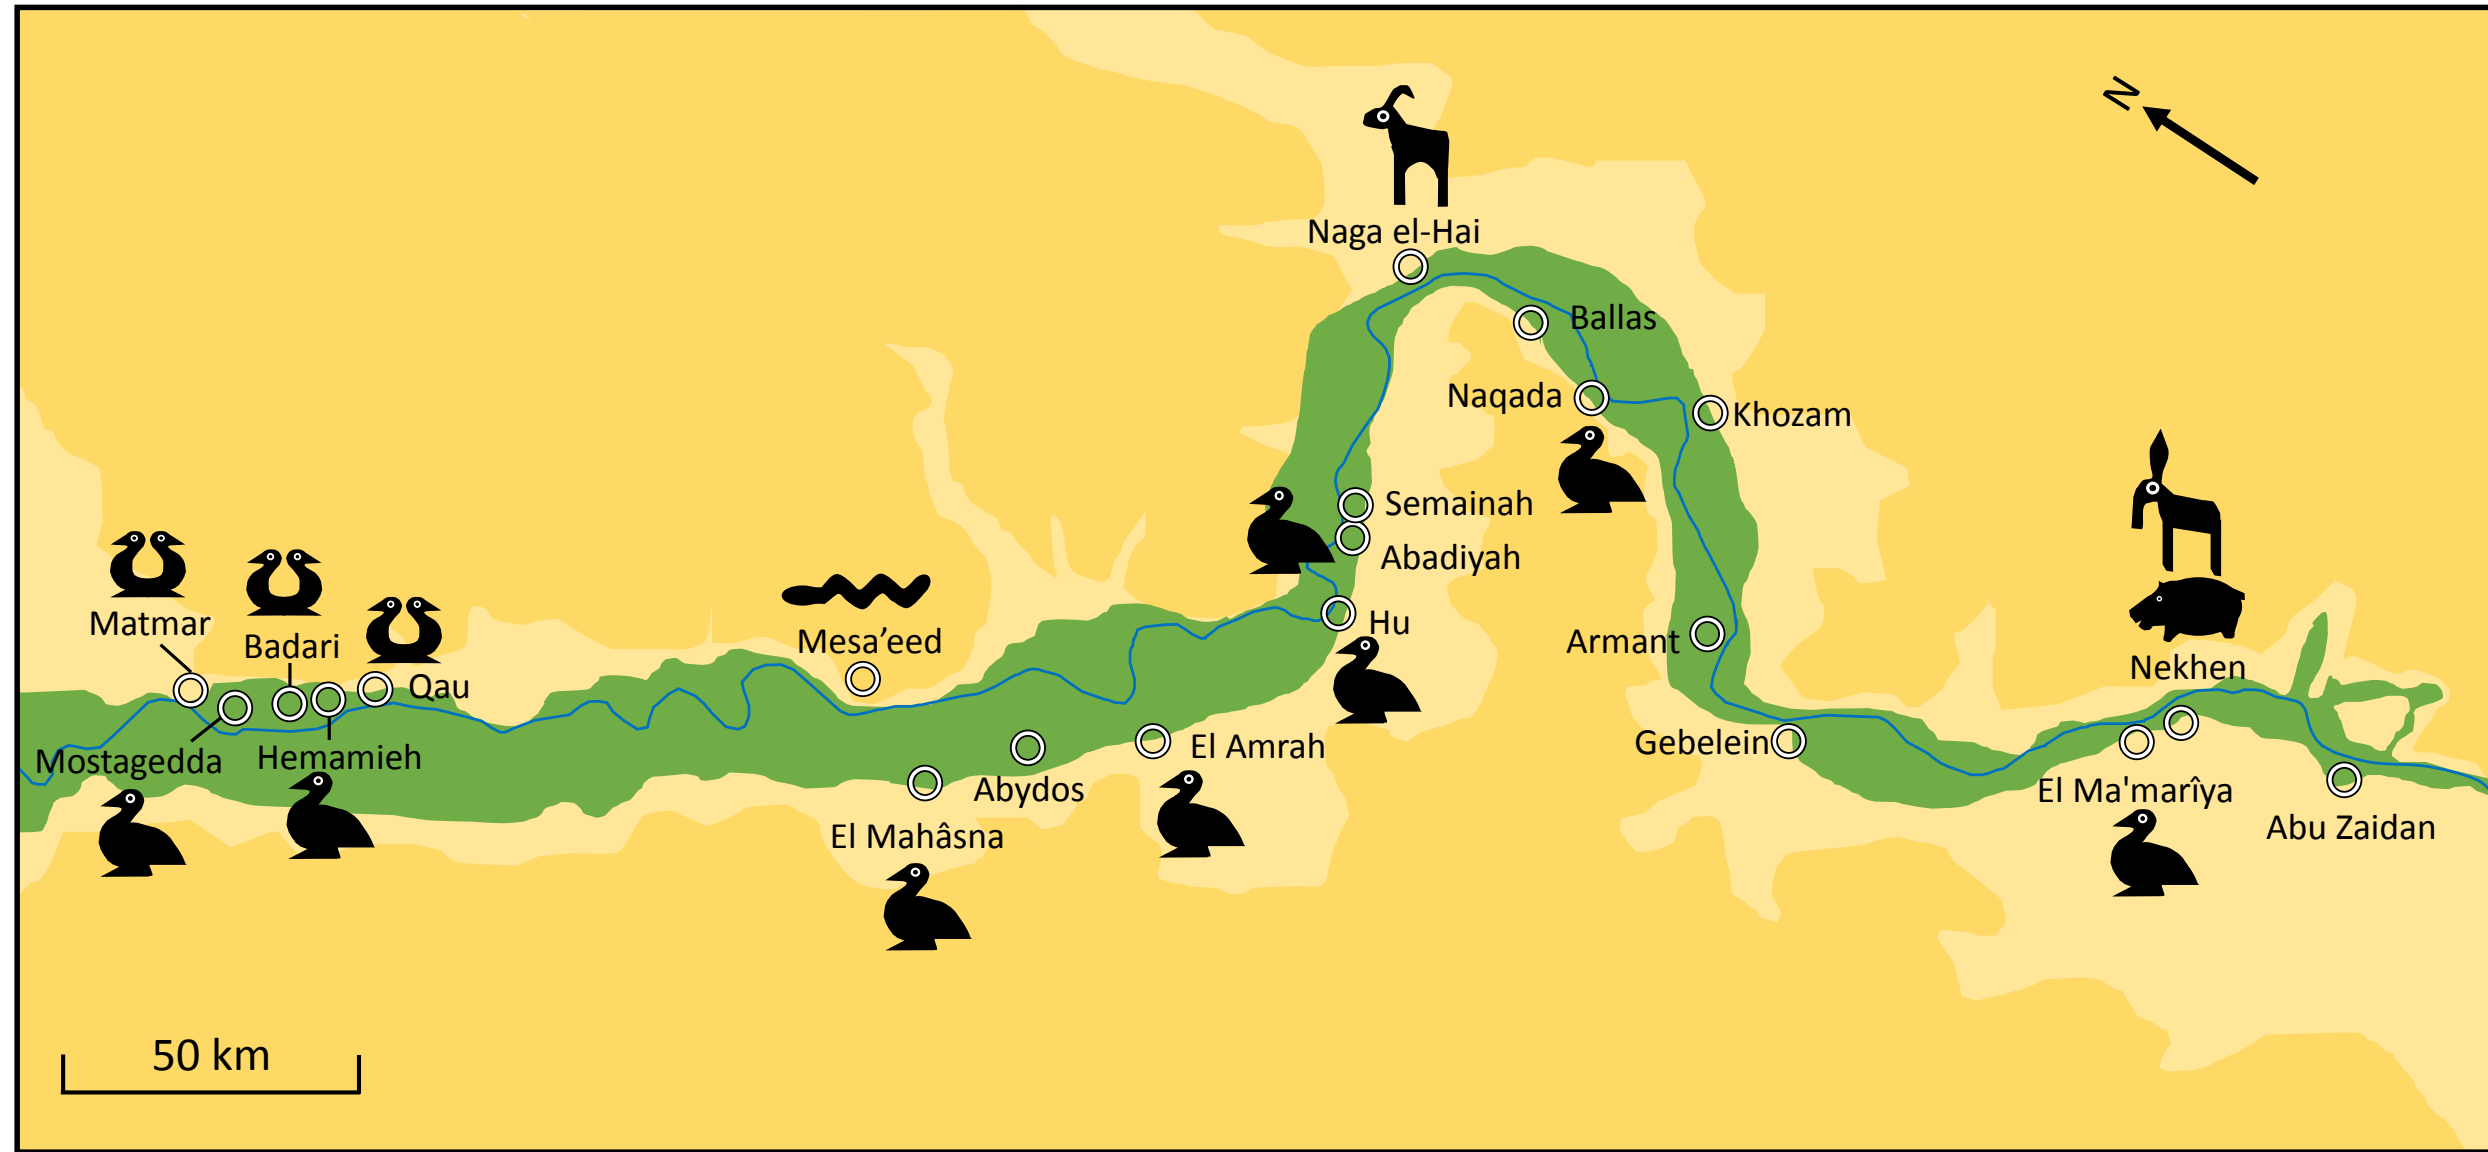 N
Naga el-Hai
Ballas
Naqada
Khozam
Semainah
Abadiyah
Hu
Matmar
Badari
Qau
Mesa’eed
Armant
Nekhen
Mostagedda
Hemamieh
El Amrah
Gebelein
Abydos
El Ma'marîya
El Mahâsna
Abu Zaidan
50 km